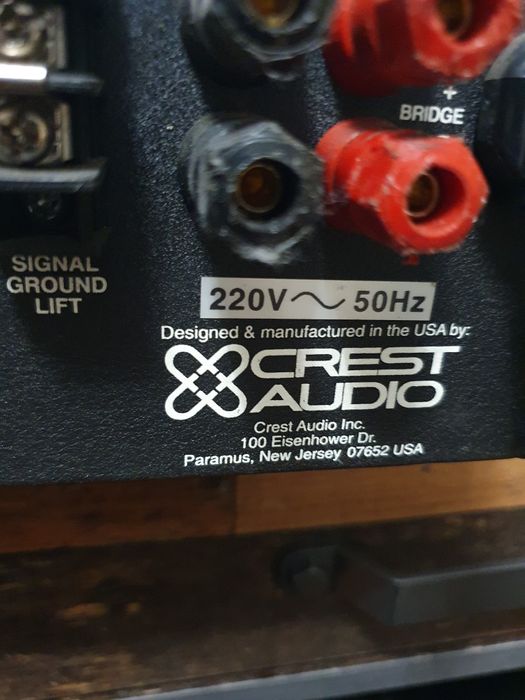 +
BRIDGE
SIGNAL
GROUND
LIFT
220V ~ 50Hz
Designed & manufactured in the USA by:
CREST
AUDIO
Crest Audio Inc.
100 Eisenhower Dr.
Paramus, New Jersey 07652 USA